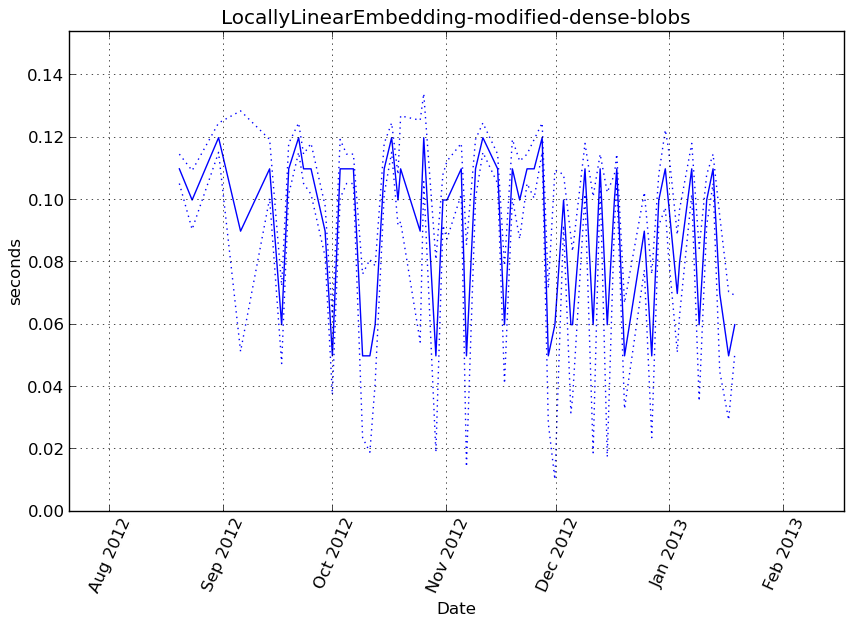 LocallyLinearEmbedding-modified-dense-blobs
0.14
0.12
0.10
0.08
0.06
0.04
0.02
0.00
seconds
Aug 2012
Sep 2012
Oct 2012
Nov 2012
Dec 2012
Jan 2013
Feb 2013
Date